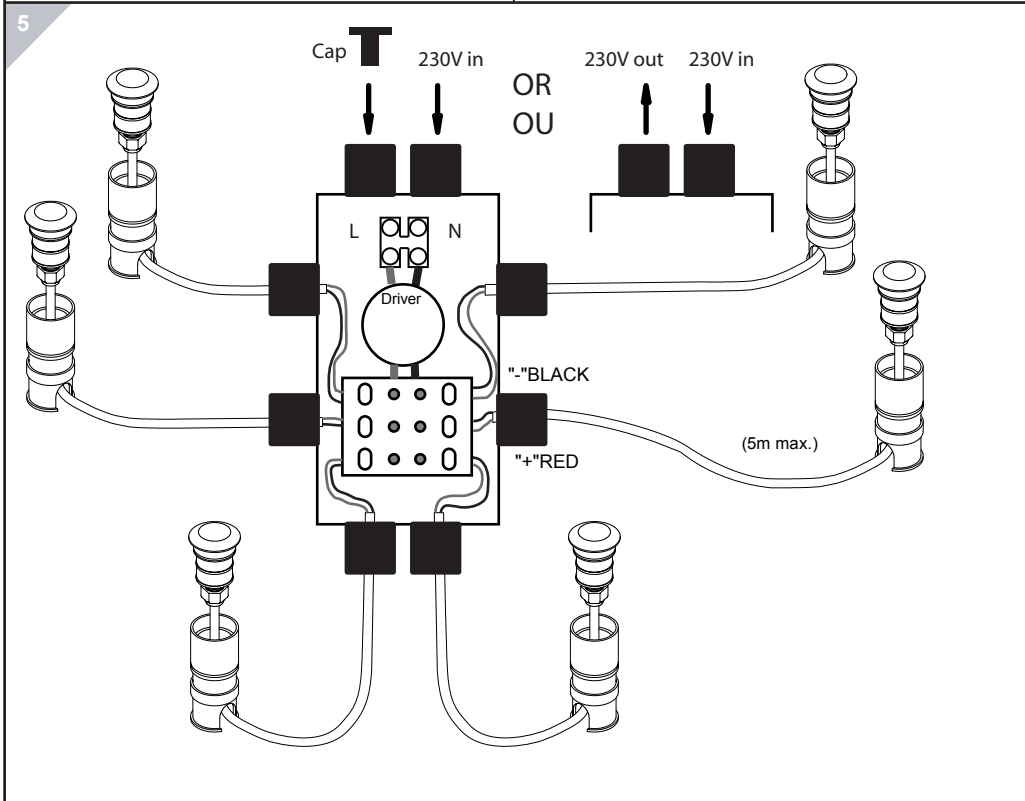 5
Cap
230V in
OR
OU
230V out
230V in
L
N
Driver
"-"BLACK
"+"RED
(5m max.)